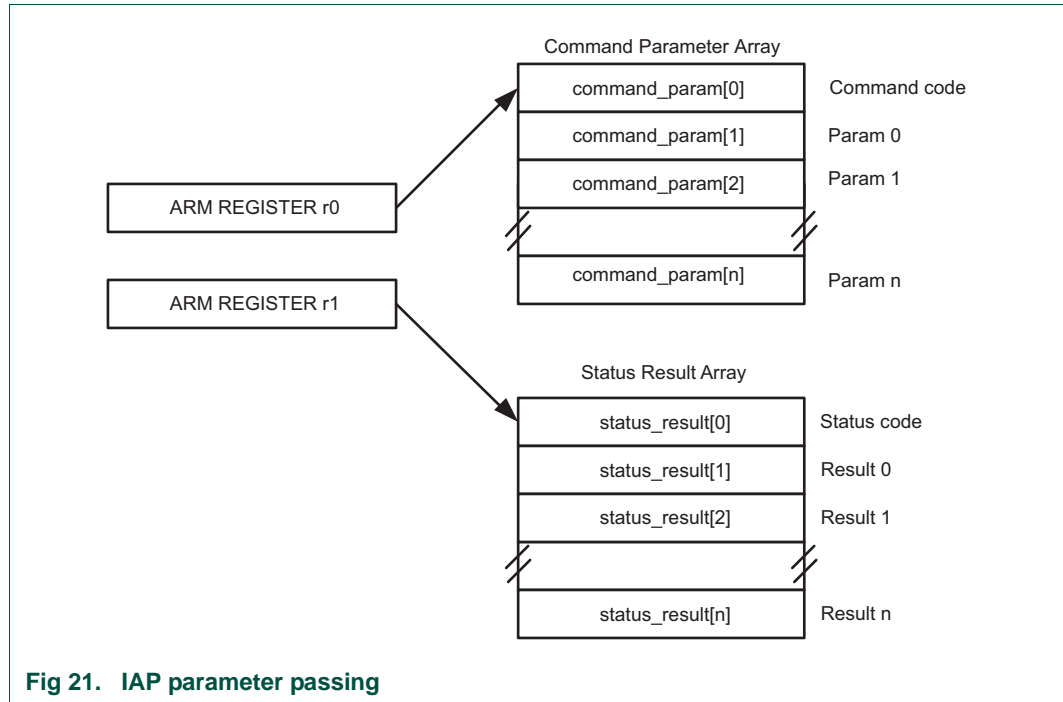 Command Parameter Array
command_param[0] Command code
command_param[1] Param 0
command_param[2] Param 1
ARM REGISTER r0
command_param[n] Param n
ARM REGISTER r1
Status Result Array
status_result[0] Status code
status_result[1] Result 0
status_result[2] Result 1
status_result[n] Result n
Fig 21. IAP parameter passing